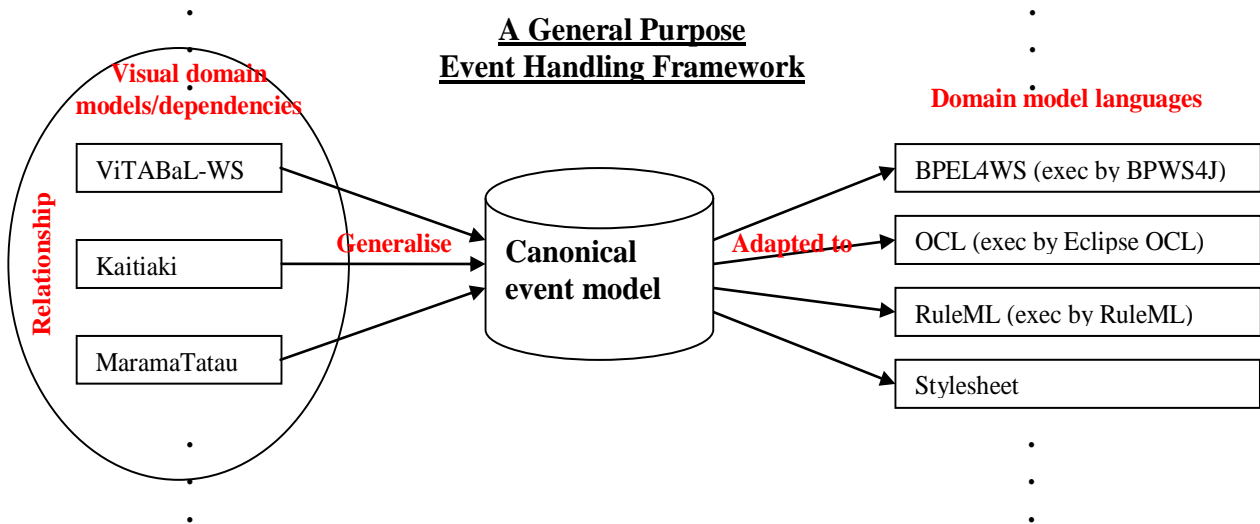 A General Purpose
Event Handling Framework
Visual domain
models/dependencies
Relationship
ViTABaL-WS
Kaitiaki
MaramaTatau
Generalise
Canonical
event model
Adapted to
Domain model languages
BPEL4WS (exec by BPWS4J)
OCL (exec by Eclipse OCL)
RuleML (exec by RuleML)
Stylesheet